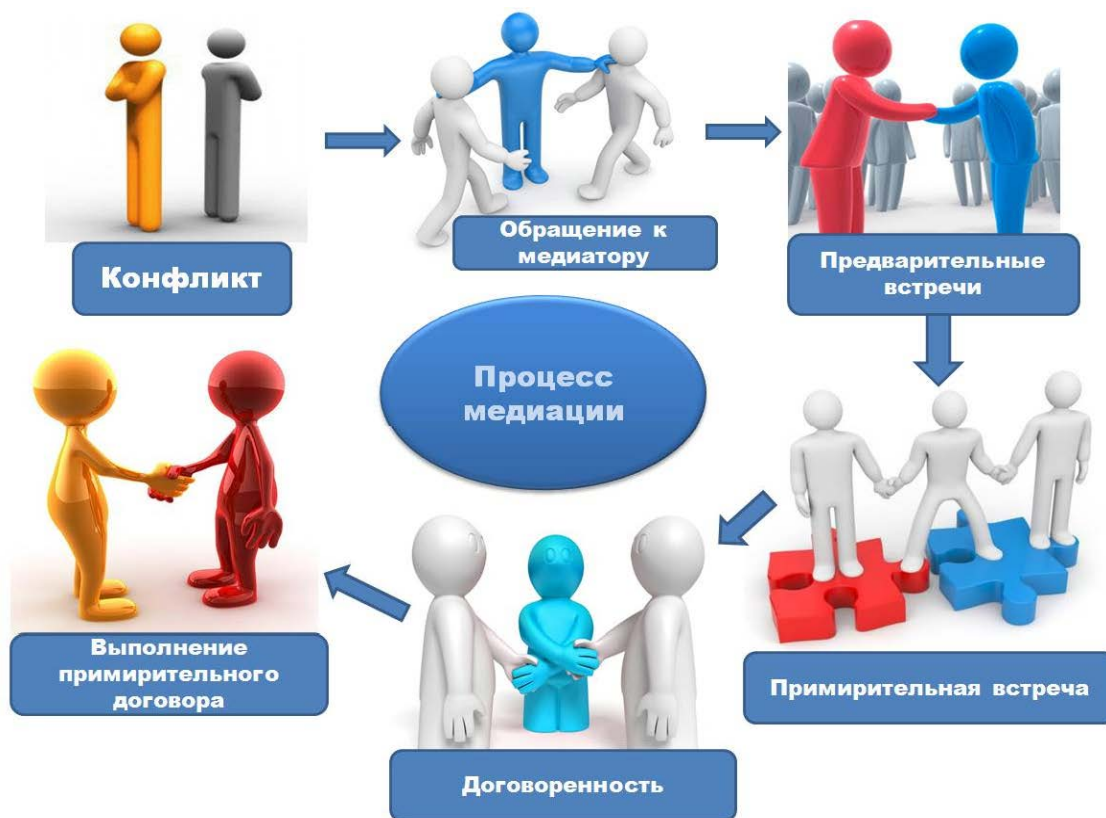 Конфликт
Обращение к
медиатору
Предварительные
встречи
Процесс
медиации
Примирительная встреча
Договоренность
Выполнение
примирительного
договора